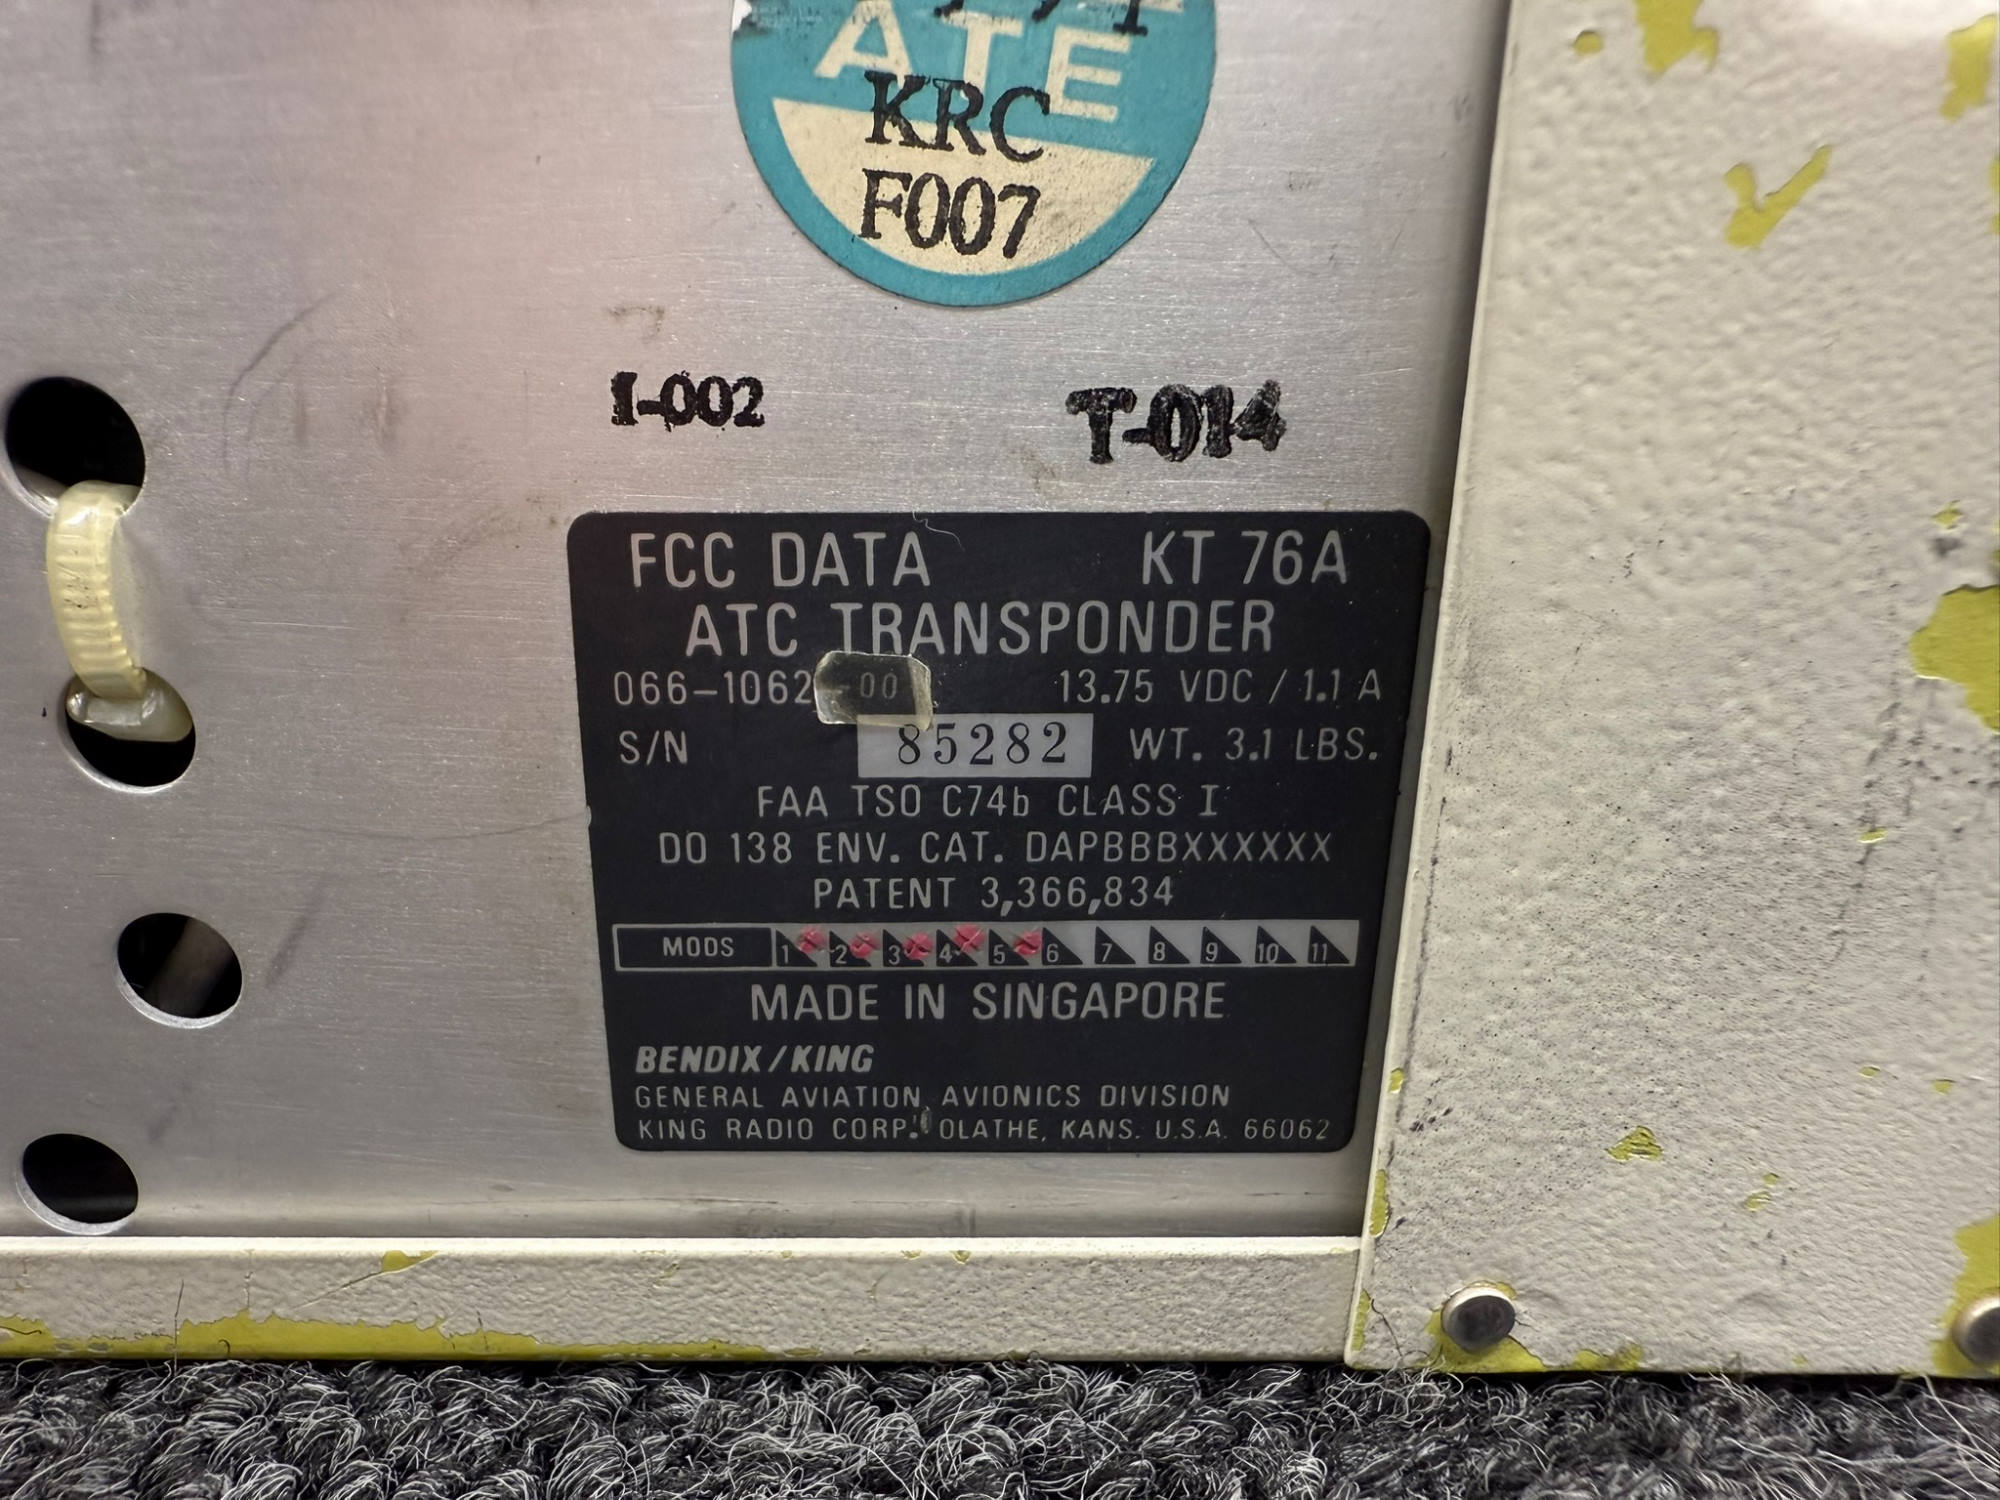 ATE
KRC
F007
I-002 T-014
FCC DATA KT 76A
ATC TRANSPONDER
066-1062-00 13.75 VDC / 1.1 A
S/N 85282 WT. 3.1 LBS.
FAA TSO C74b CLASS I
DO 138 ENV. CAT. DAPBBBXXXXXX
PATENT 3,366,834
MODS 1 2 3 4 5 6 7 8 9 10 11
MADE IN SINGAPORE
BENDIX/KING
GENERAL AVIATION AVIONICS DIVISION
KING RADIO CORP. OLATHE, KANS. U.S.A. 66062